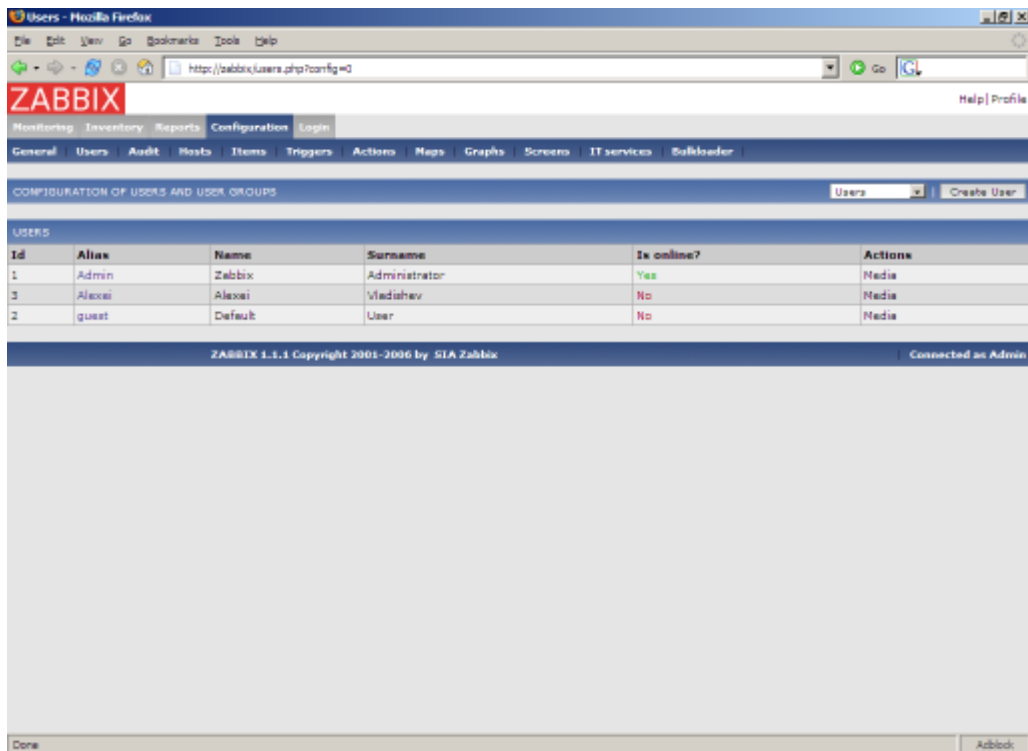 Users - Mozilla Firefox
File Edit View Go Bookmarks Tools Help
http://zabbix/users.php?config=0 Go G
ZABBIX Help | Profile
Monitoring Inventory Reports Configuration Login
General | Users | Audit | Hosts | Items | Triggers | Actions | Maps | Graphs | Screens | IT services | Bulkloader |
CONFIGURATION OF USERS AND USER GROUPS Users | Create User
USERS
Id Alias Name Surname Is online? Actions
1 Admin Zabbix Administrator Yes Media
3 Alexei Alexei Vladishev No Media
2 guest Default User No Media
ZABBIX 1.1.1 Copyright 2001-2006 by SIA Zabbix | Connected as Admin
Done Adblock